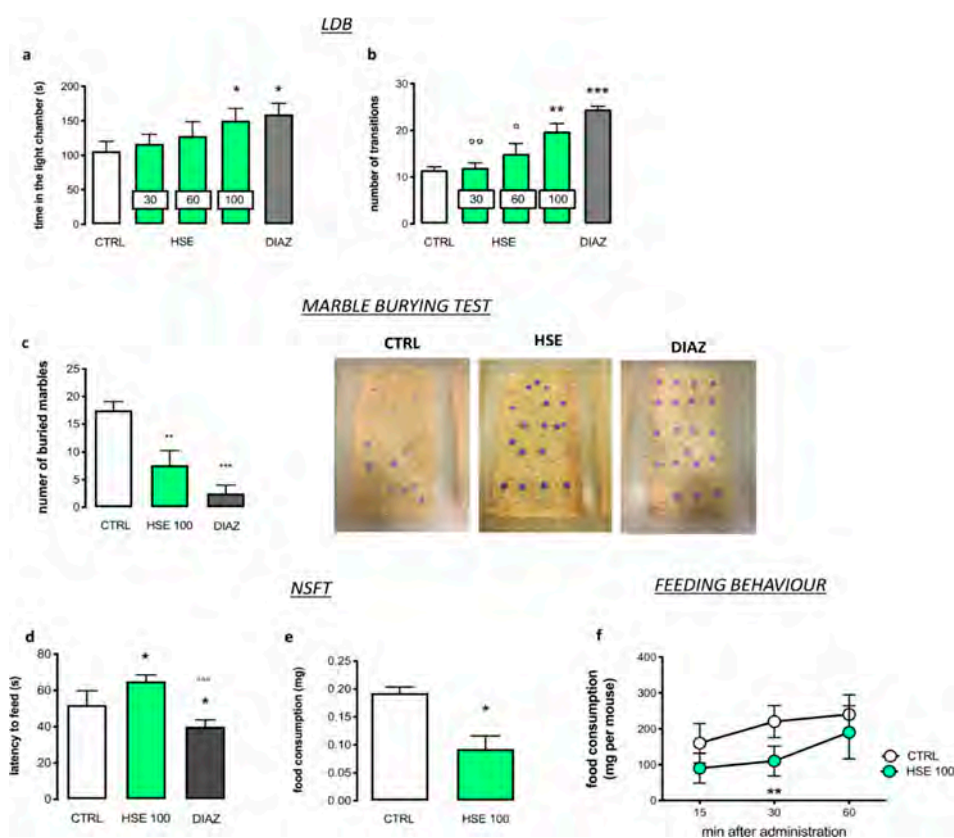 LDB
a
time in the light chamber (s)
200
150
100
50
0
*
*
30
60
100
CTRL
HSE
DIAZ
b
number of transitions
30
20
10
0
°°
°
**
***
30
60
100
CTRL
HSE
DIAZ
MARBLE BURYING TEST
c
numer of buried marbles
25
20
15
10
5
0
**
***
CTRL
HSE 100
DIAZ
CTRL
HSE
DIAZ
NSFT
FEEDING BEHAVIOUR
d
latency to feed (s)
80
60
40
20
0
*
°°°
*
CTRL
HSE 100
DIAZ
e
food consumption (mg)
0.25
0.20
0.15
0.10
0.05
0.00
*
CTRL
HSE 100
f
food consumption
(mg per mouse)
400
300
200
100
0
**
15
30
60
min after administration
CTRL
HSE 100